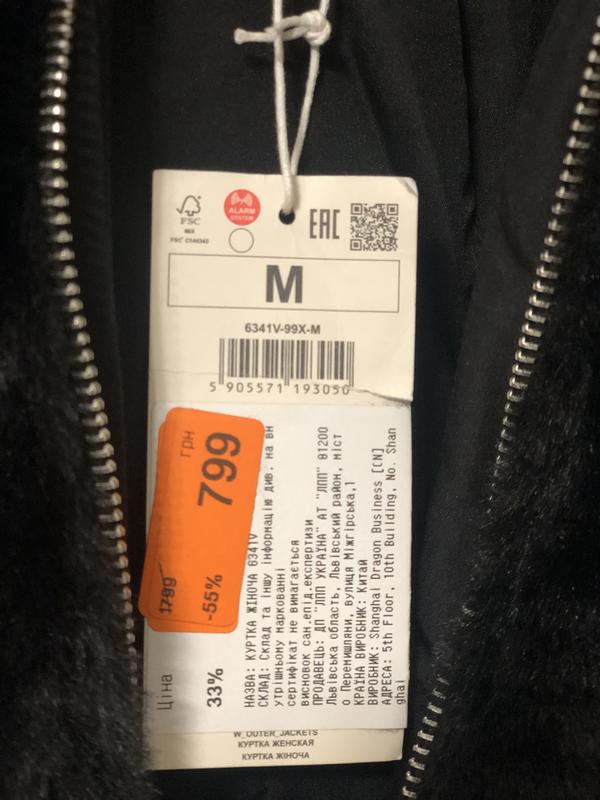 FSC
MIX
FSC® C144345
ALARM
SYSTEM
EAC
M
6341V-99X-M
5 905571 193050
грн
799
1799
-55%
Ціна
33%
НАЗВА: КУРТКА ЖІНОЧА 6341V
СКЛАД: Склад та іншу інформацію див. на вн
утрішньому маркованні
сертифікат не вимагається
висновок сан.епід.експертизи
ПРОДАВЕЦЬ: ДП "ЛПП УКРАЇНА" АТ "ЛПП" 81200
Львівська область, Львівський район, міст
о Перемишляни, вулиця Міжгірська,1
КРАЇНА ВИРОБНИК: Китай
ВИРОБНИК: Shanghai Dragon Business [CN]
АДРЕСА: 5th Floor, 10th Building, No. Shan
ghai
W_OUTER_JACKETS
КУРТКА ЖЕНСКАЯ
КУРТКА ЖІНОЧА